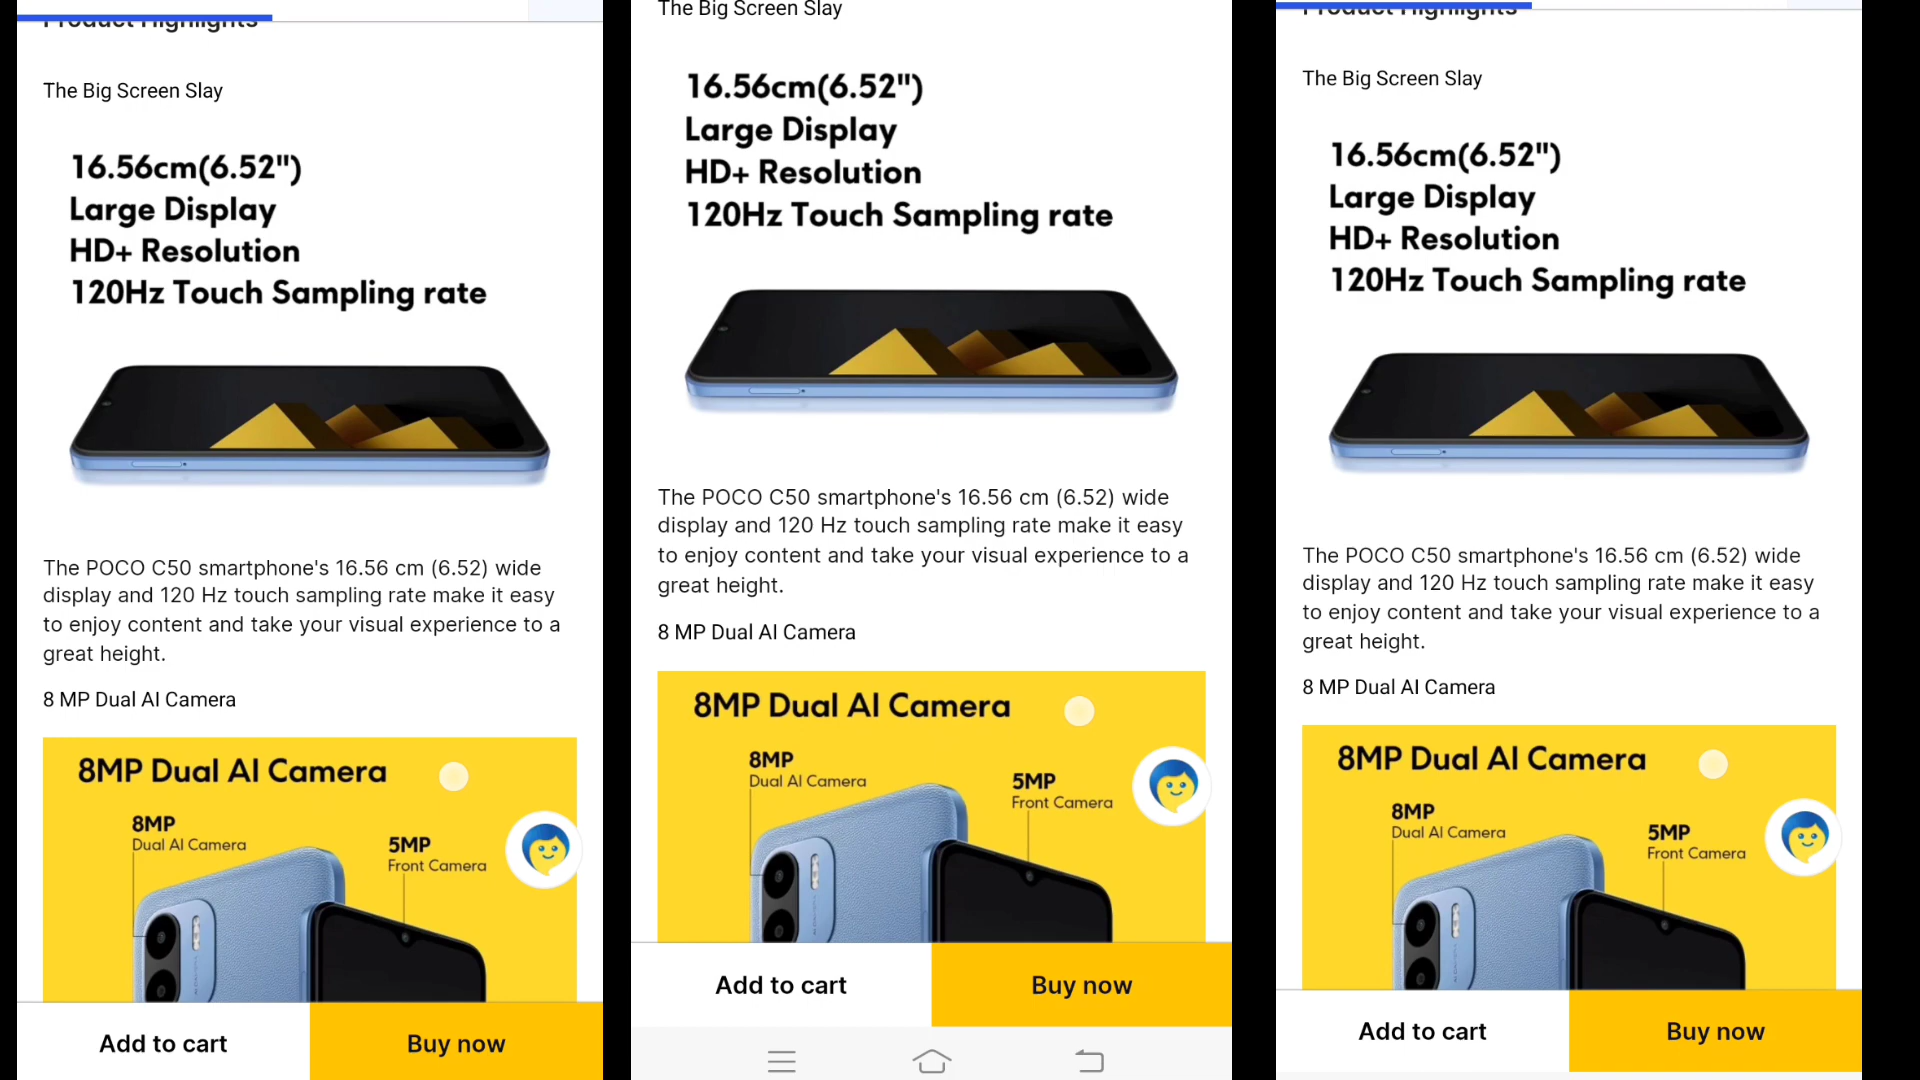 Product Highlights
The Big Screen Slay
16.56cm(6.52")
Large Display
HD+ Resolution
120Hz Touch Sampling rate
The POCO C50 smartphone's 16.56 cm (6.52) wide
display and 120 Hz touch sampling rate make it easy
to enjoy content and take your visual experience to a
great height.
8 MP Dual AI Camera
8MP Dual AI Camera
8MP
Dual AI Camera
5MP
Front Camera
Add to cart
Buy now
The Big Screen Slay
16.56cm(6.52")
Large Display
HD+ Resolution
120Hz Touch Sampling rate
The POCO C50 smartphone's 16.56 cm (6.52) wide
display and 120 Hz touch sampling rate make it easy
to enjoy content and take your visual experience to a
great height.
8 MP Dual AI Camera
8MP Dual AI Camera
8MP
Dual AI Camera
5MP
Front Camera
Add to cart
Buy now
Product Highlights
The Big Screen Slay
16.56cm(6.52")
Large Display
HD+ Resolution
120Hz Touch Sampling rate
The POCO C50 smartphone's 16.56 cm (6.52) wide
display and 120 Hz touch sampling rate make it easy
to enjoy content and take your visual experience to a
great height.
8 MP Dual AI Camera
8MP Dual AI Camera
8MP
Dual AI Camera
5MP
Front Camera
Add to cart
Buy now